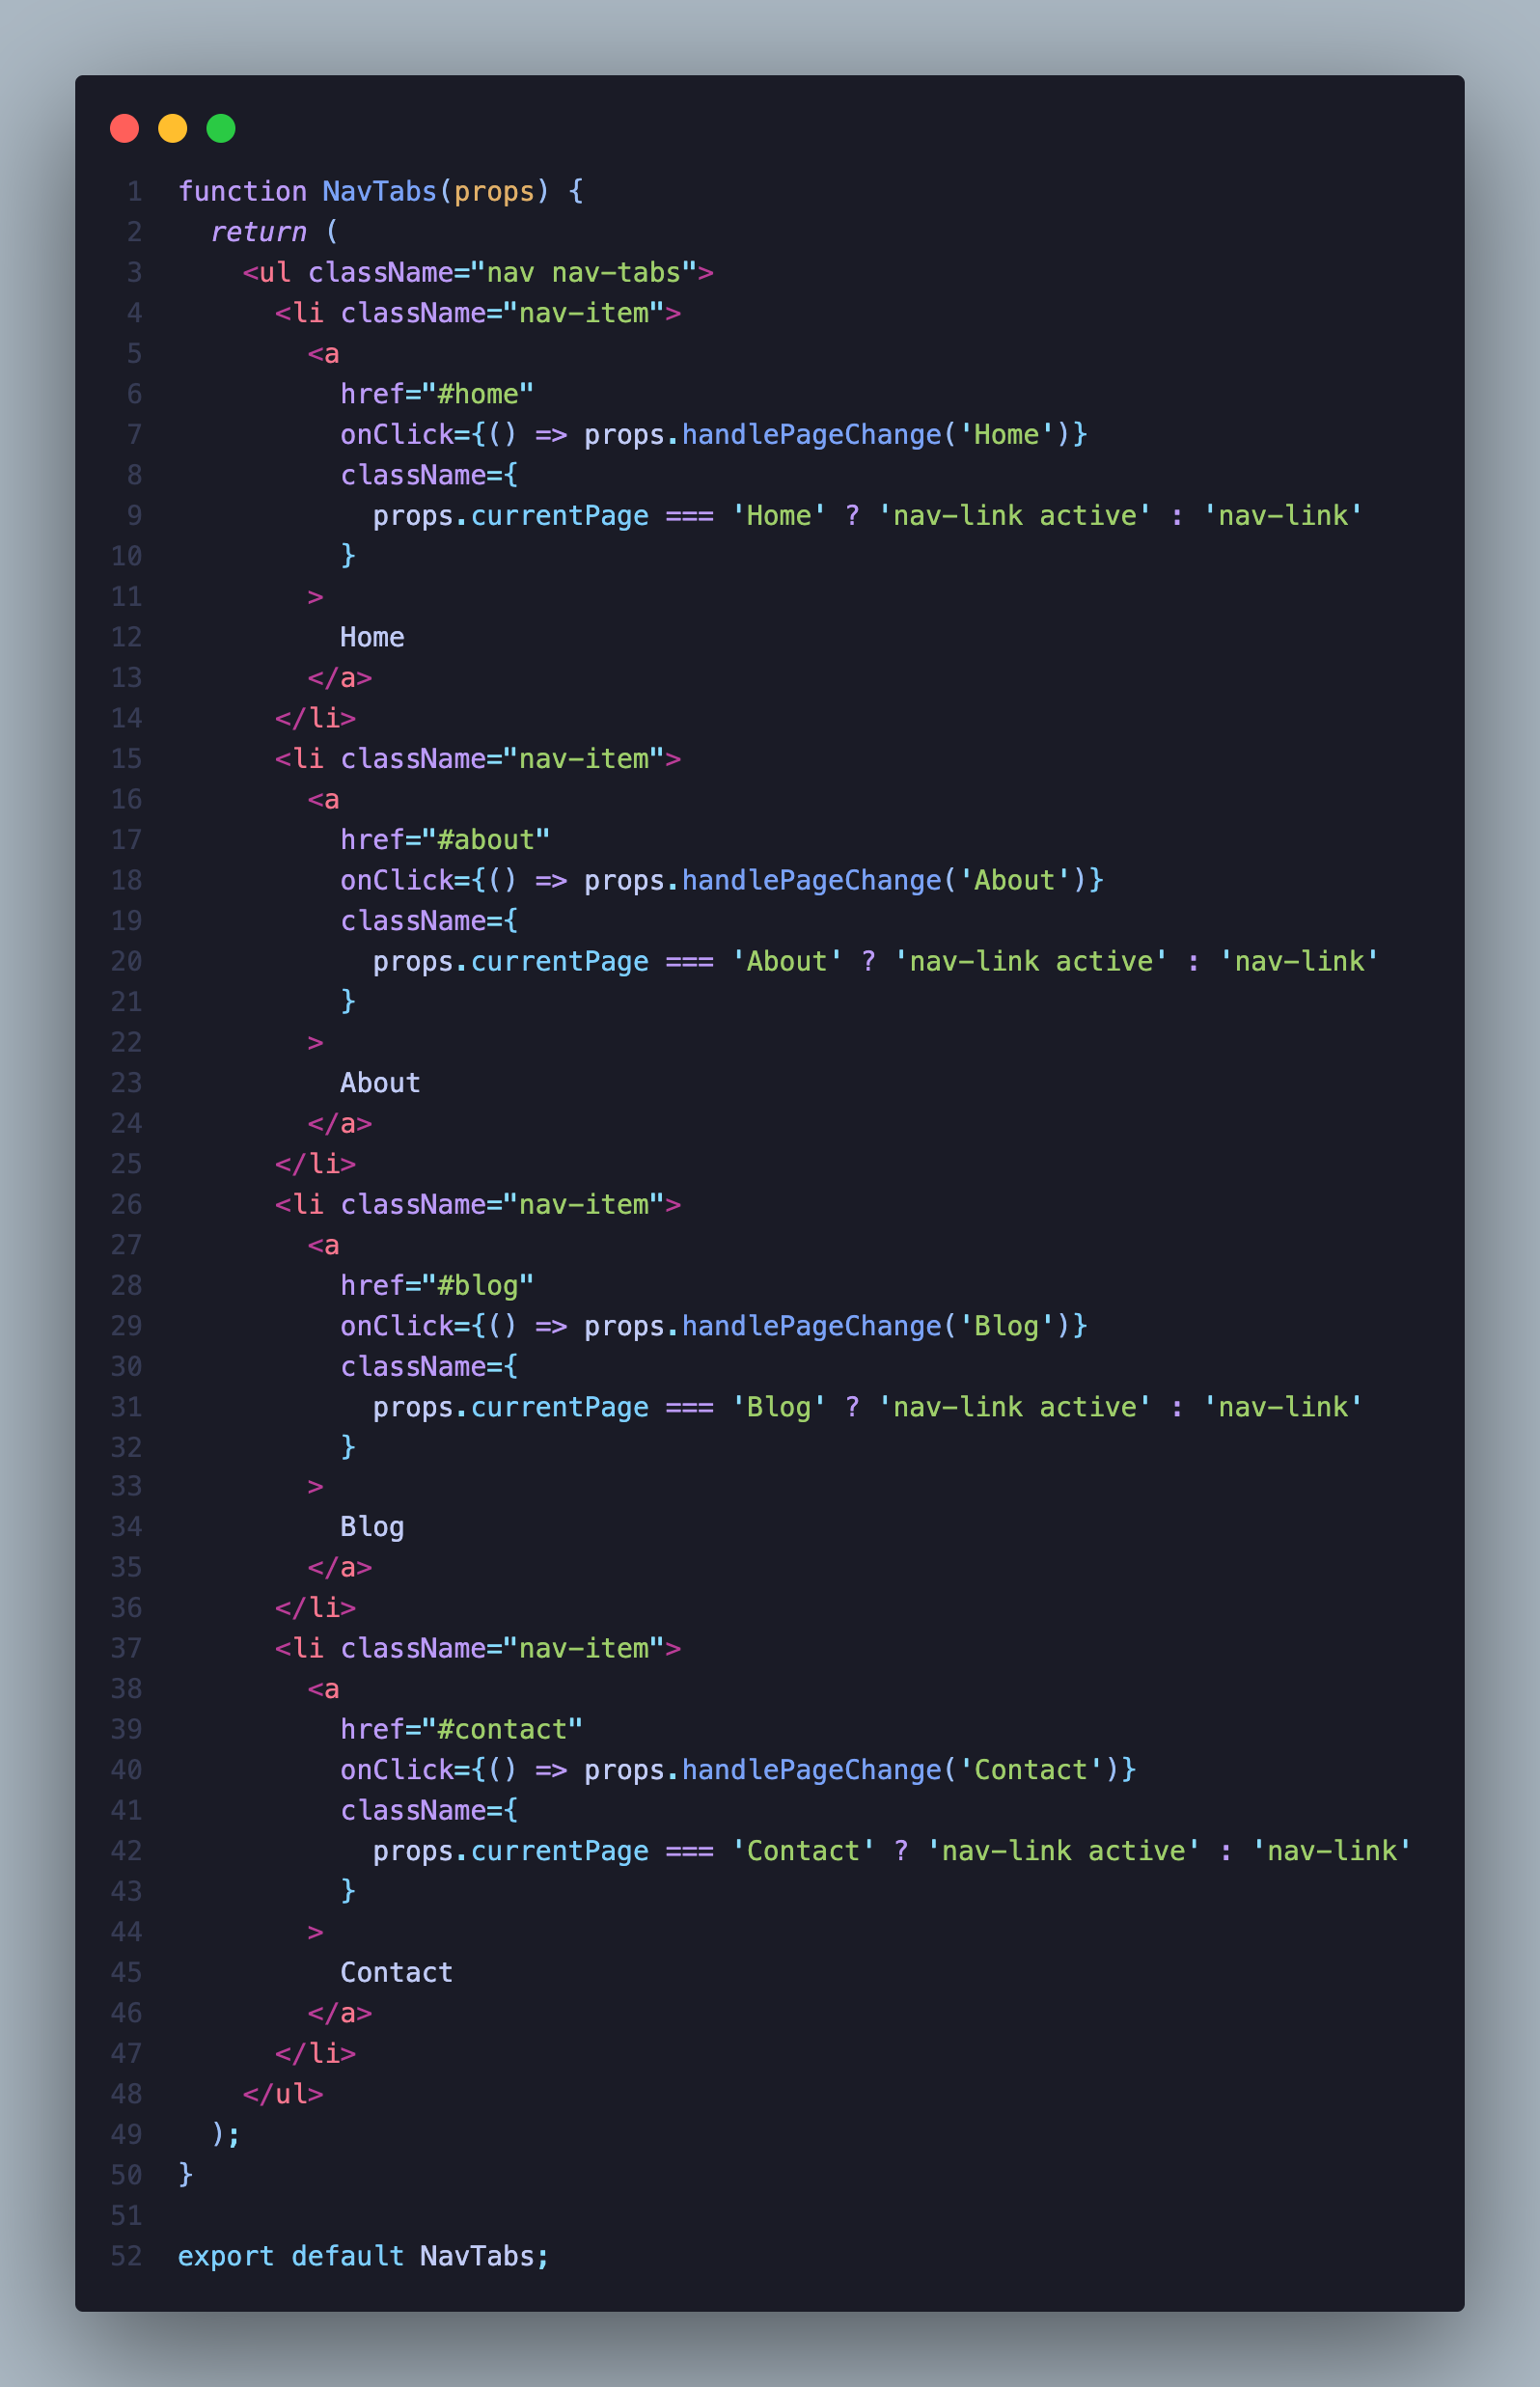 1 function NavTabs(props) {
2   return (
3     <ul className="nav nav-tabs">
4       <li className="nav-item">
5         <a
6           href="#home"
7           onClick={() => props.handlePageChange('Home')}
8           className={
9             props.currentPage === 'Home' ? 'nav-link active' : 'nav-link'
10           }
11         >
12           Home
13         </a>
14       </li>
15       <li className="nav-item">
16         <a
17           href="#about"
18           onClick={() => props.handlePageChange('About')}
19           className={
20             props.currentPage === 'About' ? 'nav-link active' : 'nav-link'
21           }
22         >
23           About
24         </a>
25       </li>
26       <li className="nav-item">
27         <a
28           href="#blog"
29           onClick={() => props.handlePageChange('Blog')}
30           className={
31             props.currentPage === 'Blog' ? 'nav-link active' : 'nav-link'
32           }
33         >
34           Blog
35         </a>
36       </li>
37       <li className="nav-item">
38         <a
39           href="#contact"
40           onClick={() => props.handlePageChange('Contact')}
41           className={
42             props.currentPage === 'Contact' ? 'nav-link active' : 'nav-link'
43           }
44         >
45           Contact
46         </a>
47       </li>
48     </ul>
49   );
50 }
51
52 export default NavTabs;